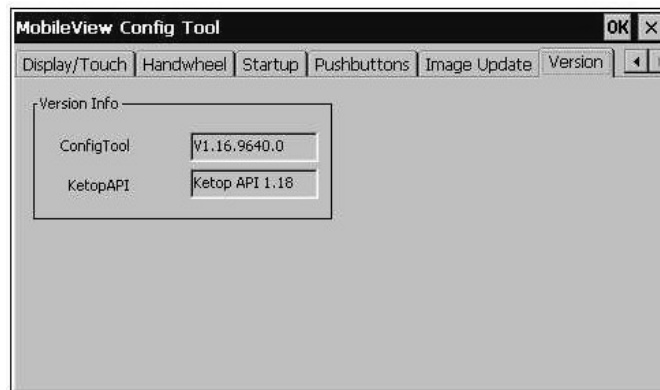 MobileView Config Tool OK ×
Display/Touch Handwheel Startup Pushbuttons Image Update Version
Version Info
ConfigTool V1.16.9640.0
KetopAPI Ketop API 1.18